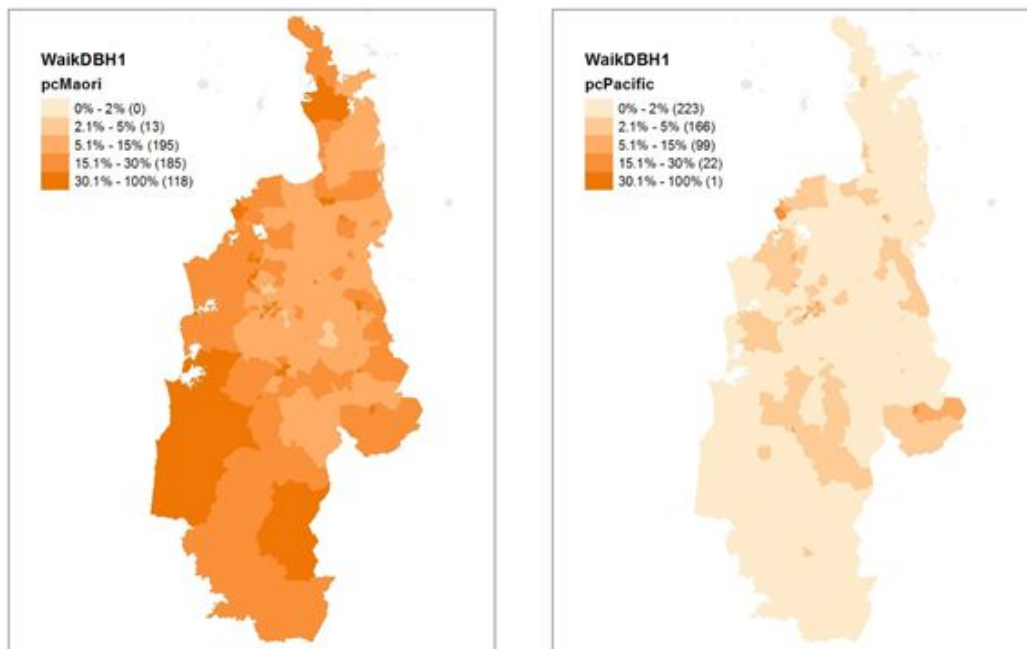 WaikDBH1
pcMaori
0% - 2% (0)
2.1% - 5% (13)
5.1% - 15% (195)
15.1% - 30% (185)
30.1% - 100% (118)
WaikDBH1
pcPacific
0% - 2% (223)
2.1% - 5% (166)
5.1% - 15% (99)
15.1% - 30% (22)
30.1% - 100% (1)